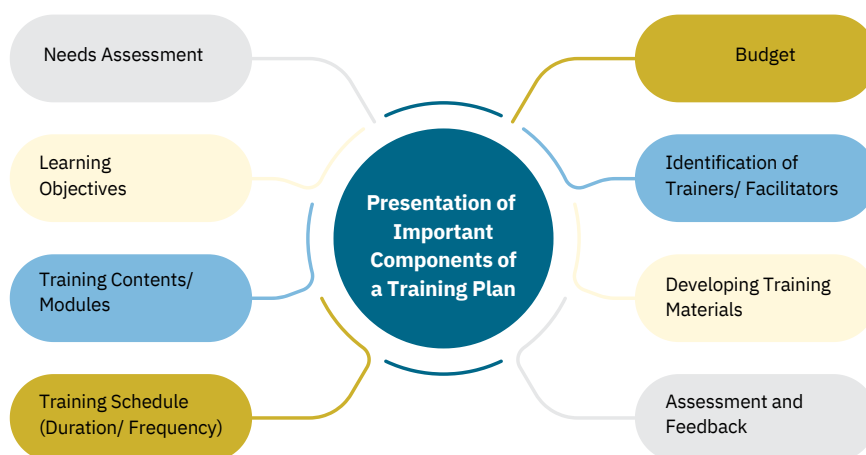 Needs Assessment
Learning
Objectives
Training Contents/
Modules
Training Schedule
(Duration/ Frequency)
Presentation of
Important
Components of
a Training Plan
Budget
Identification of
Trainers/ Facilitators
Developing Training
Materials
Assessment and
Feedback